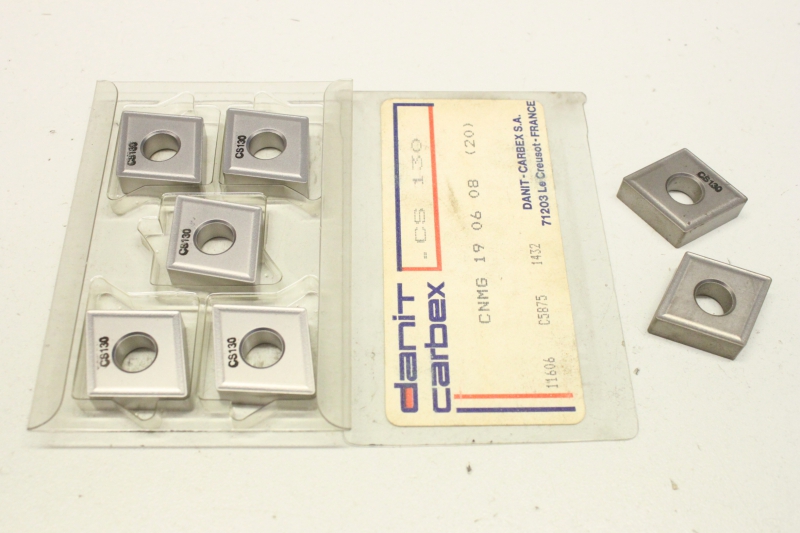 CS130
CS130
CS130
CS130
CS130
danit
carbex
.CS 130
CNMG 19 06 08 (20)
11606 C5875 1432
DANIT-CARBEX S.A.
71203 Le Creusot-FRANCE
CS130